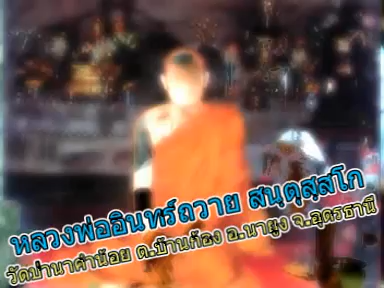 หลวงพ่ออินทร์ถวาย สนฺตุสฺสโก
วัดป่านาคำน้อย ต.บ้านก้อง อ.นายูง จ.อุดรธานี